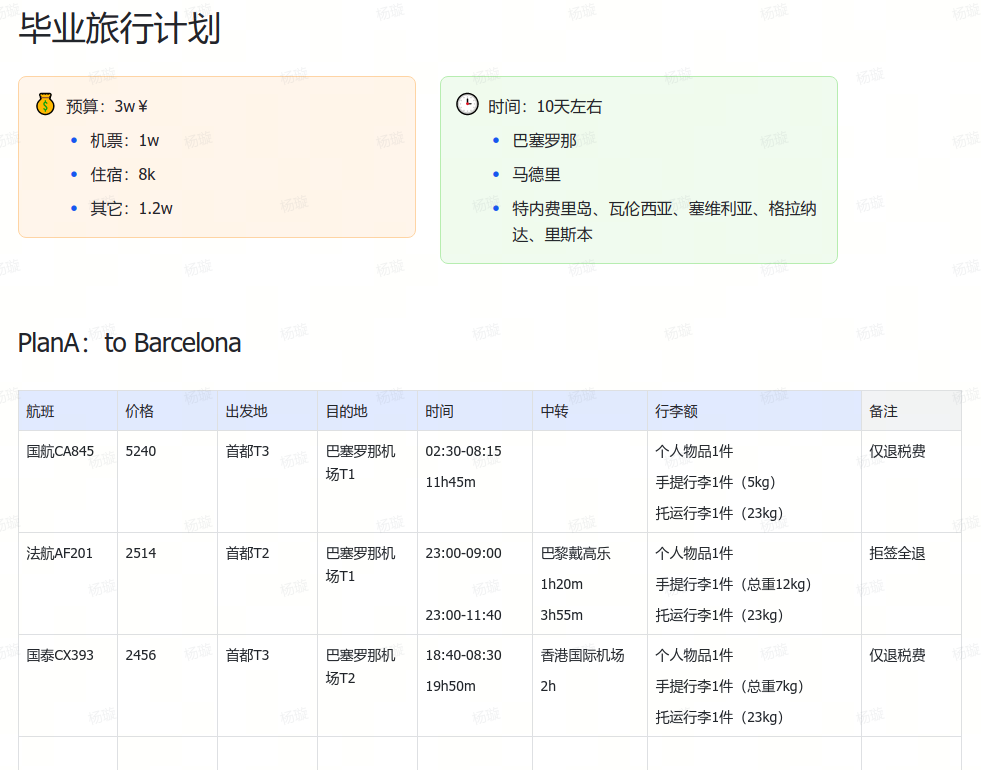 毕业旅行计划
预算：3w￥
机票：1w
住宿：8k
其它：1.2w
时间：10天左右
巴塞罗那
马德里
特内费里岛、瓦伦西亚、塞维利亚、格拉纳
达、里斯本
PlanA：to Barcelona
航班 价格 出发地 目的地 时间 中转 行李额 备注
国航CA845 5240 首都T3 巴塞罗那机 02:30-08:15 个人物品1件 仅退税费
场T1
11h45m 手提行李1件（5kg）
托运行李1件（23kg）
法航AF201 2514 首都T2 巴塞罗那机 23:00-09:00 巴黎戴高乐 个人物品1件 拒签全退
场T1
1h20m 手提行李1件（总重12kg）
23:00-11:40 3h55m 托运行李1件（23kg）
国泰CX393 2456 首都T3 巴塞罗那机 18:40-08:30 香港国际机场 个人物品1件 仅退税费
场T2
19h50m 2h 手提行李1件（总重7kg）
托运行李1件（23kg）